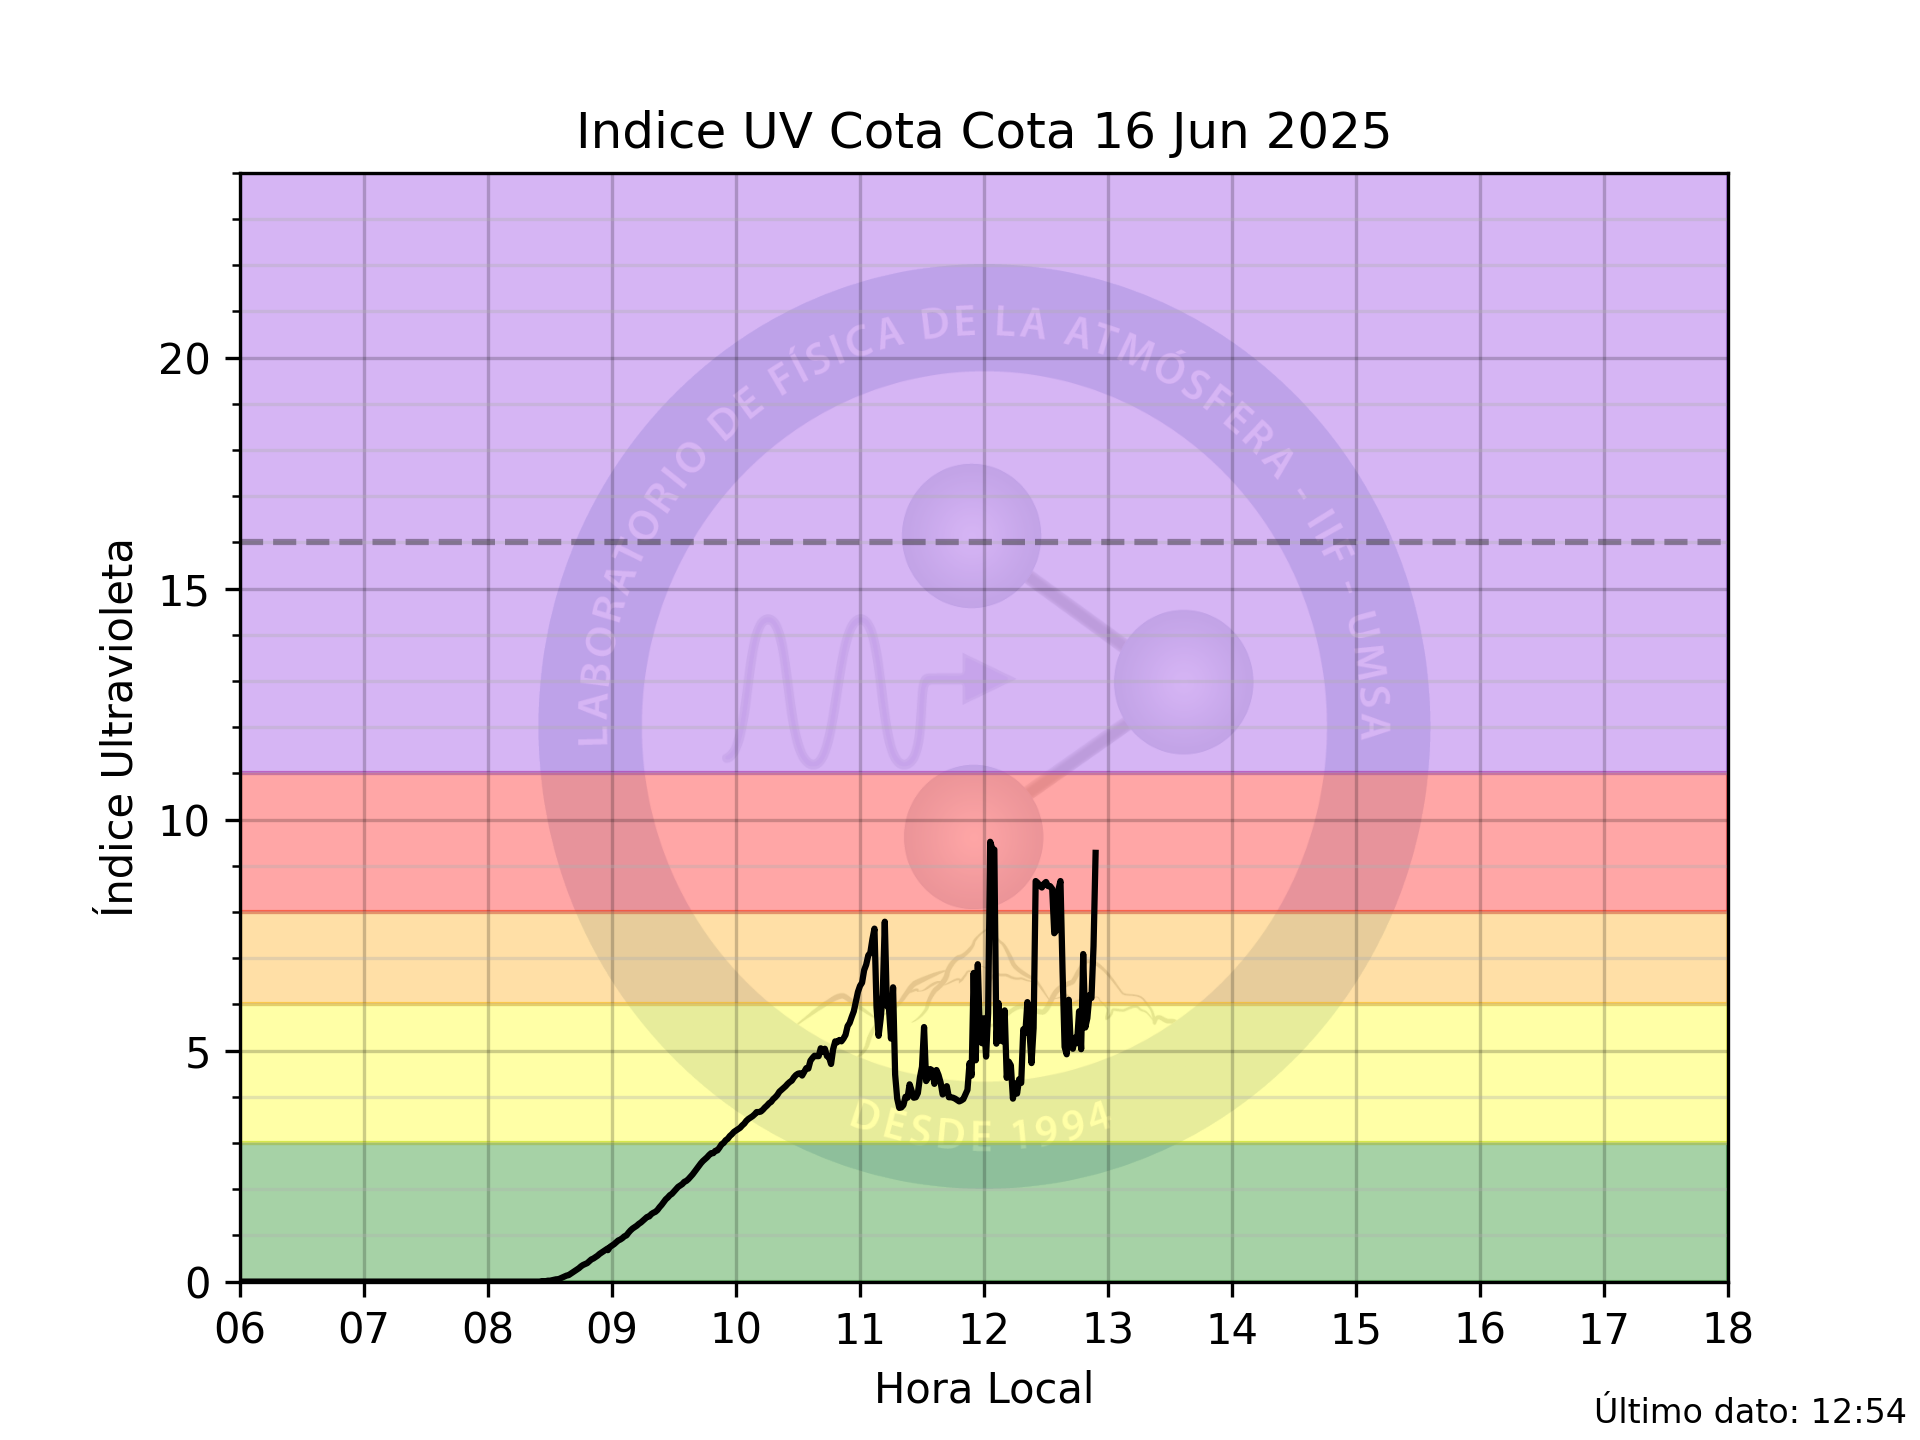 Indice UV Cota Cota 16 Jun 2025
LABORATORIO DE FÍSICA DE LA ATMÓSFERA - IIF - UMSA
DESDE 1994
Índice Ultravioleta
20
15
10
5
0
06 07 08 09 10 11 12 13 14 15 16 17 18
Hora Local
Último dato: 12:54